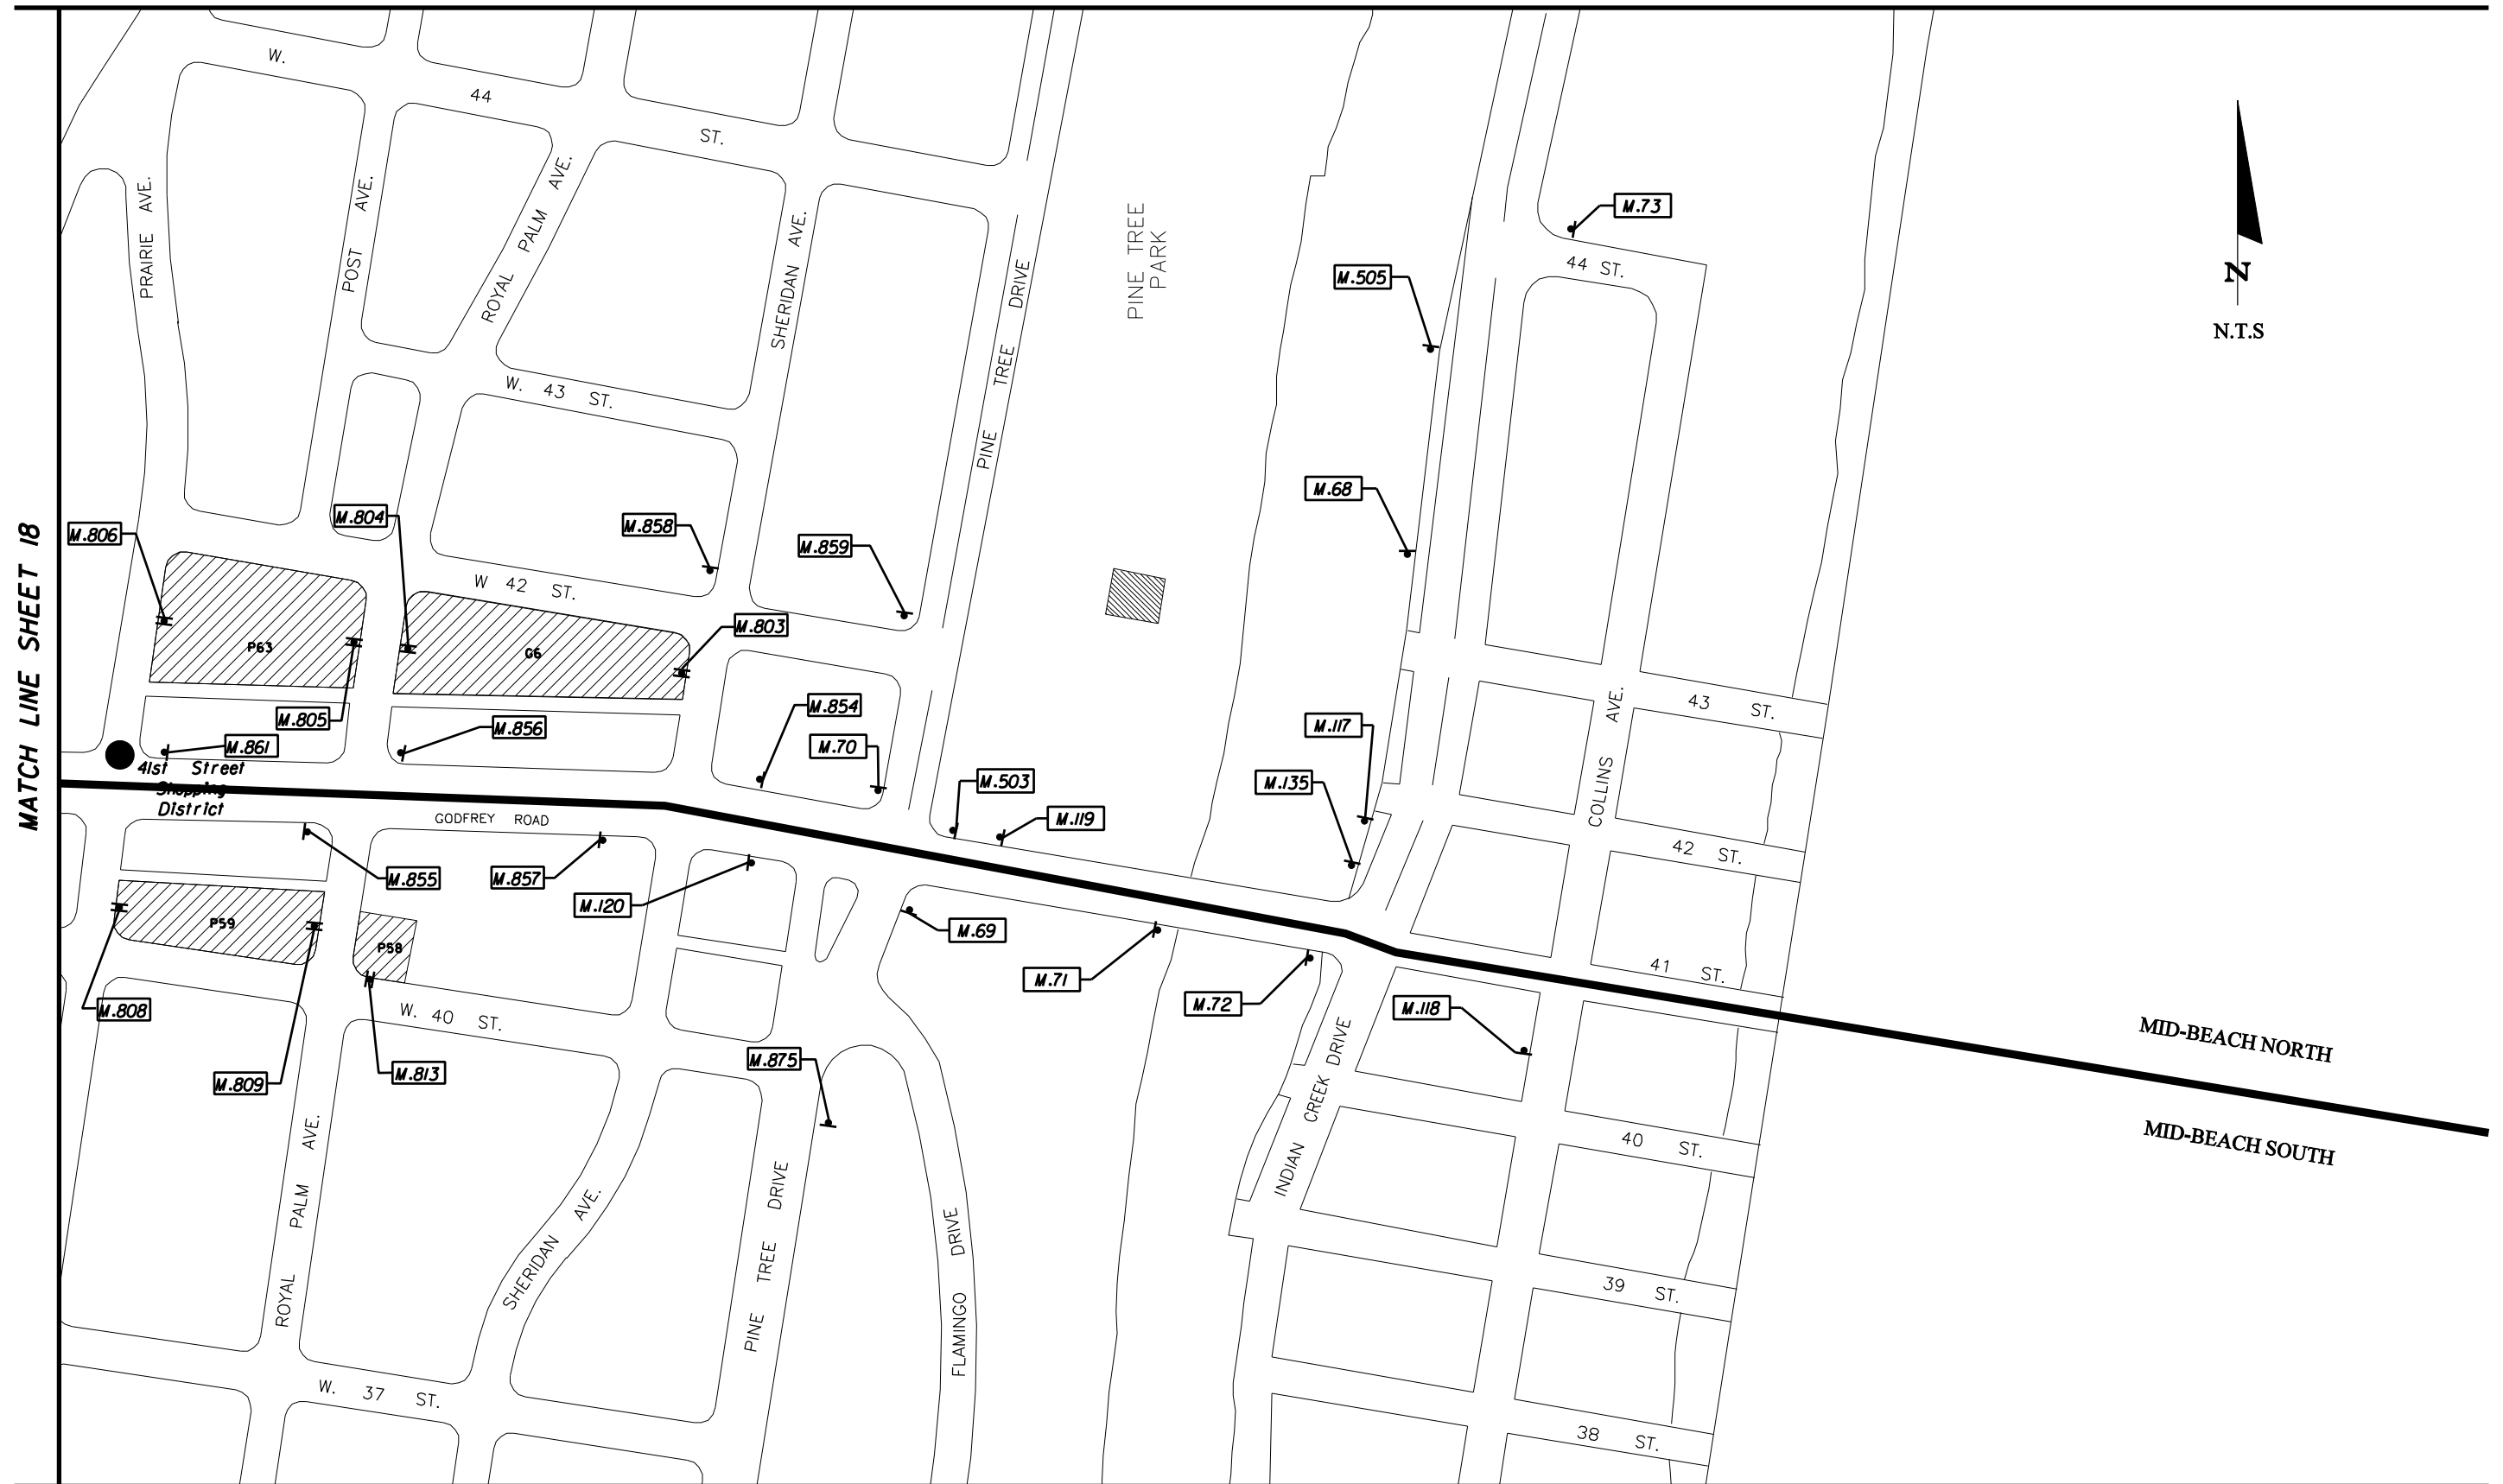 W. 44 ST.
PRAIRIE AVE.
POST AVE.
ROYAL PALM AVE.
SHERIDAN AVE.
PINE TREE DRIVE
PINE TREE
PARK
M.73
44 ST.
M.505
N
N.T.S
W. 43 ST.
M.68
MATCH LINE SHEET 18
M.806
M.804
M.858
M.859
W 42 ST.
M.803
P63
G6
M.805
M.856
M.854
M.861
M.70
M.503
M.119
M.117
M.135
COLLINS AVE.
43 ST.
42 ST.
41 ST.
41st Street
Shopping
District
GODFREY ROAD
M.855
M.857
M.120
M.69
M.71
M.72
M.118
P59
P58
M.808
M.809
M.813
W. 40 ST.
M.875
MID-BEACH NORTH
MID-BEACH SOUTH
INDIAN CREEK DRIVE
40 ST.
ROYAL PALM AVE.
SHERIDAN AVE.
PINE TREE DRIVE
FLAMINGO DRIVE
39 ST.
W. 37 ST.
38 ST.